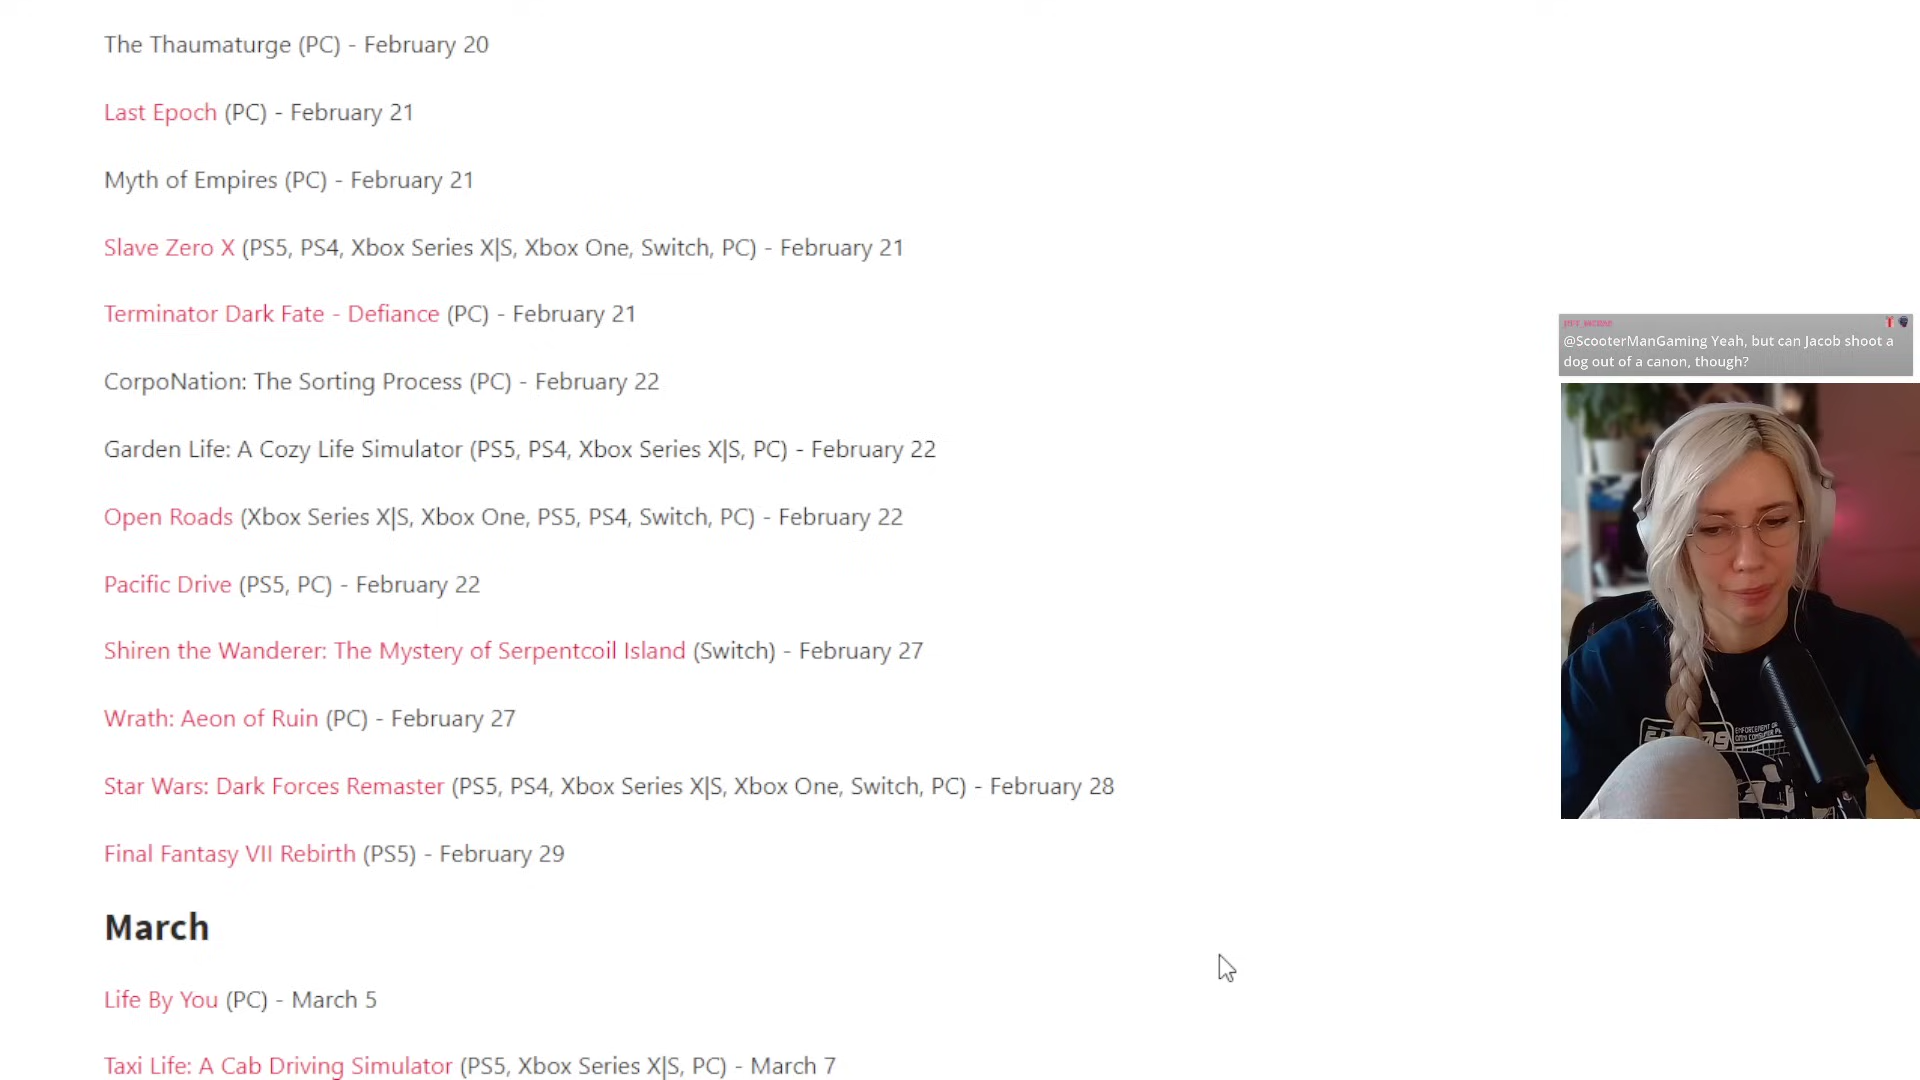 The Thaumaturge (PC) - February 20
Last Epoch (PC) - February 21
Myth of Empires (PC) - February 21
Slave Zero X (PS5, PS4, Xbox Series X|S, Xbox One, Switch, PC) - February 21
Terminator Dark Fate - Defiance (PC) - February 21
CorpoNation: The Sorting Process (PC) - February 22
Garden Life: A Cozy Life Simulator (PS5, PS4, Xbox Series X|S, PC) - February 22
Open Roads (Xbox Series X|S, Xbox One, PS5, PS4, Switch, PC) - February 22
Pacific Drive (PS5, PC) - February 22
Shiren the Wanderer: The Mystery of Serpentcoil Island (Switch) - February 27
Wrath: Aeon of Ruin (PC) - February 27
Star Wars: Dark Forces Remaster (PS5, PS4, Xbox Series X|S, Xbox One, Switch, PC) - February 28
Final Fantasy VII Rebirth (PS5) - February 29
March
Life By You (PC) - March 5
Taxi Life: A Cab Driving Simulator (PS5, Xbox Series X|S, PC) - March 7
@ScooterManGaming Yeah, but can Jacob shoot a
dog out of a canon, though?